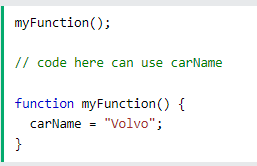 myFunction();
// code here can use carName
function myFunction() {
  carName = "Volvo";
}